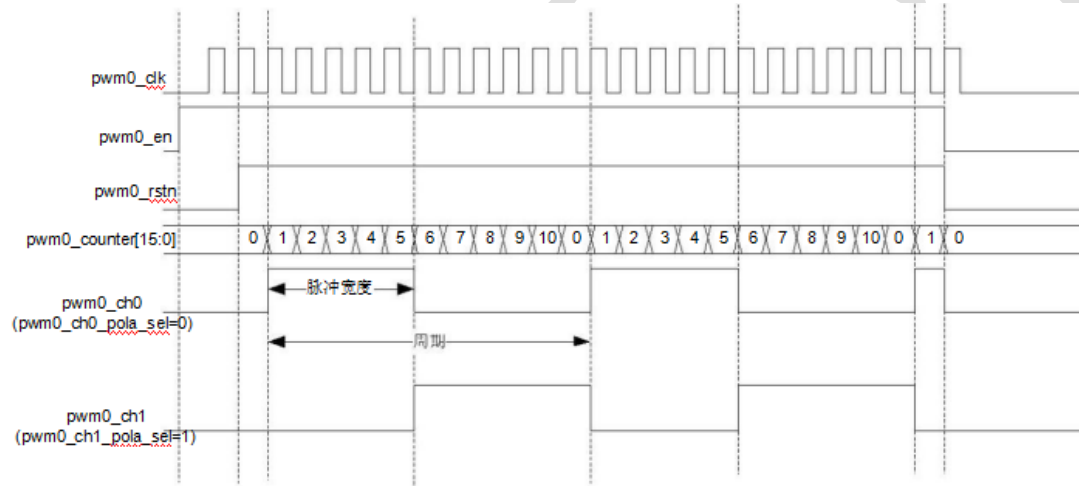 pwm0_clk
pwm0_en
pwm0_rstn
pwm0_counter[15:0] 0 1 2 3 4 5 6 7 8 9 10 0 1 2 3 4 5 6 7 8 9 10 0 1 0
脉冲宽度
pwm0_ch0
(pwm0_ch0_pola_sel=0)
周期
pwm0_ch1
(pwm0_ch1_pola_sel=1)